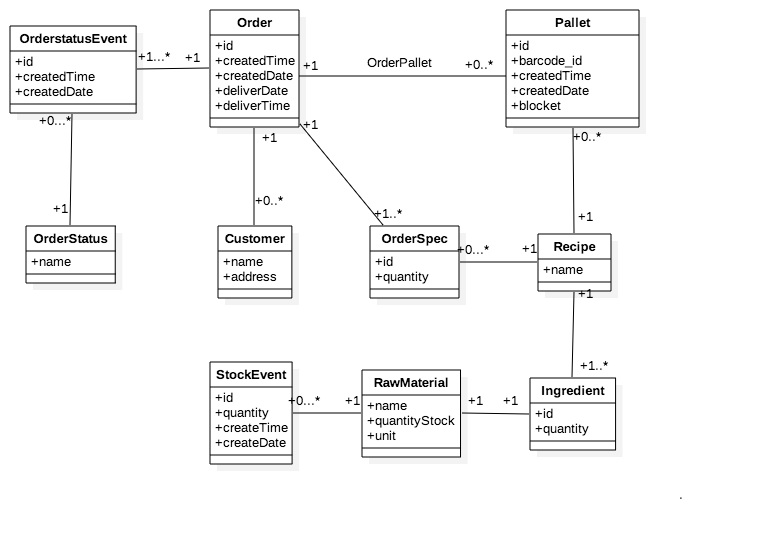 OrderstatusEvent
+id
+createdTime
+createdDate
+1...*
+1
Order
+id
+createdTime
+createdDate
+deliverDate
+deliverTime
+1
OrderPallet
+0..*
Pallet
+id
+barcode_id
+createdTime
+createdDate
+blocket
+0...*
+1
+1
+0..*
+1
+0..*
+1..*
+1
+1
OrderStatus
+name
Customer
+name
+address
OrderSpec
+id
+quantity
+0...*
+1
Recipe
+name
+1
+1..*
StockEvent
+id
+quantity
+createTime
+createDate
+0...*
+1
RawMaterial
+name
+quantityStock
+unit
+1
+1
Ingredient
+id
+quantity
.